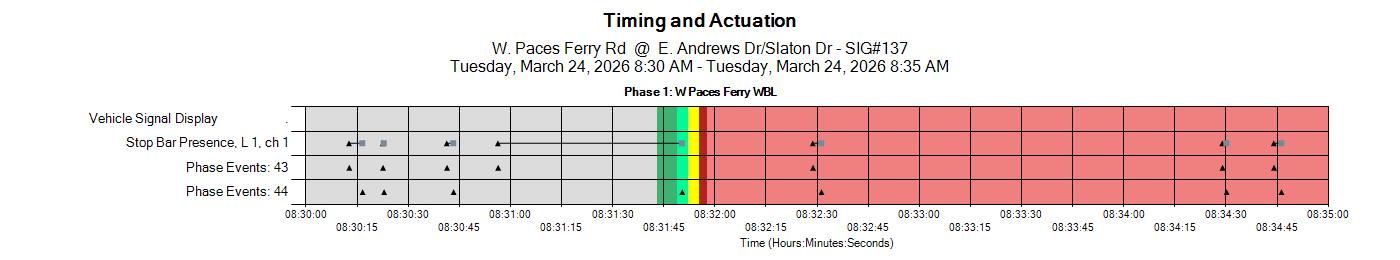 Timing and Actuation
W. Paces Ferry Rd @ E. Andrews Dr/Slaton Dr - SIG#137
Tuesday, March 24, 2026 8:30 AM - Tuesday, March 24, 2026 8:35 AM
Phase 1: W Paces Ferry WBL
Vehicle Signal Display .
Stop Bar Presence, L 1, ch 1
Phase Events: 43
Phase Events: 44
08:30:00 08:30:30 08:31:00 08:31:30 08:32:00 08:32:30 08:33:00 08:33:30 08:34:00 08:34:30 08:35:00
08:30:15 08:30:45 08:31:15 08:31:45 08:32:15 08:32:45 08:33:15 08:33:45 08:34:15 08:34:45
Time (Hours:Minutes:Seconds)